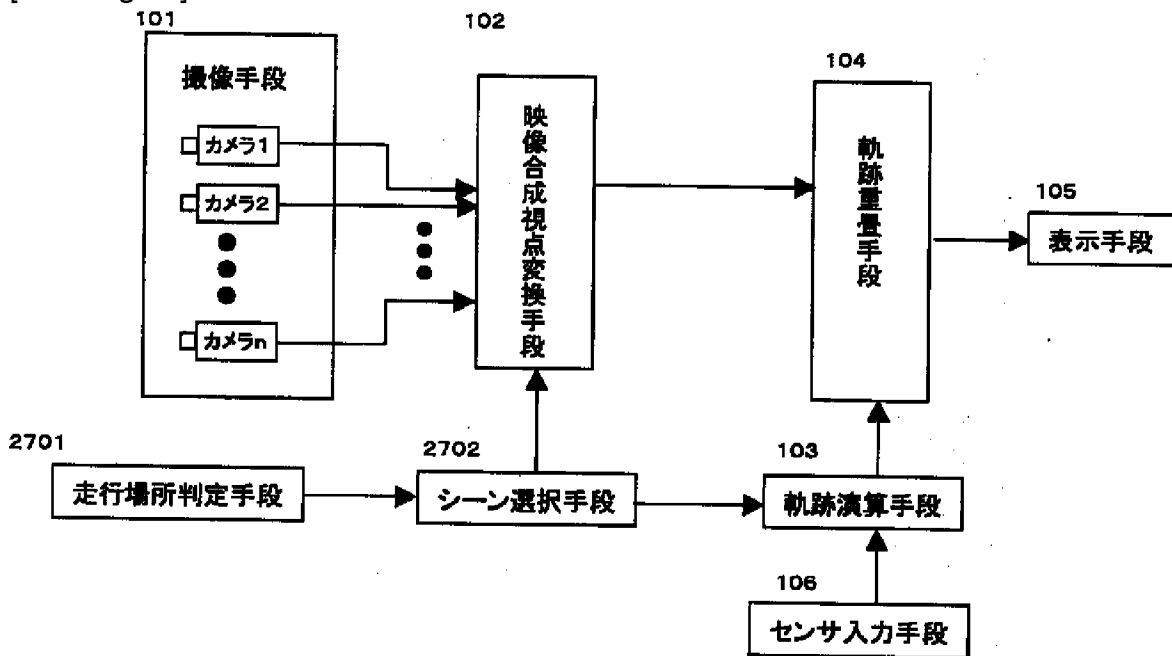 101
撮像手段
カメラ1
カメラ2
カメラn
102
映像合成視点変換手段
104
軌跡重畳手段
105
表示手段
2701
走行場所判定手段
2702
シーン選択手段
103
軌跡演算手段
106
センサ入力手段